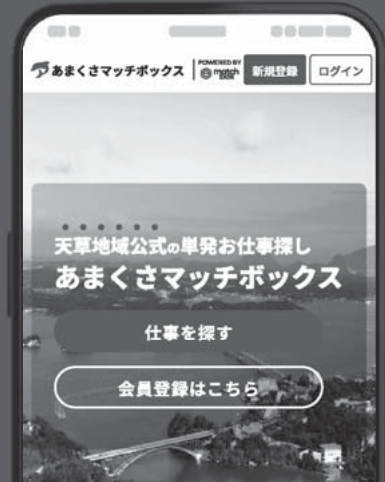 あまくさマッチボックス
POWERED BY
match
BOX
新規登録
ログイン
天草地域公式の単発お仕事探し
あまくさマッチボックス
仕事を探す
会員登録はこちら